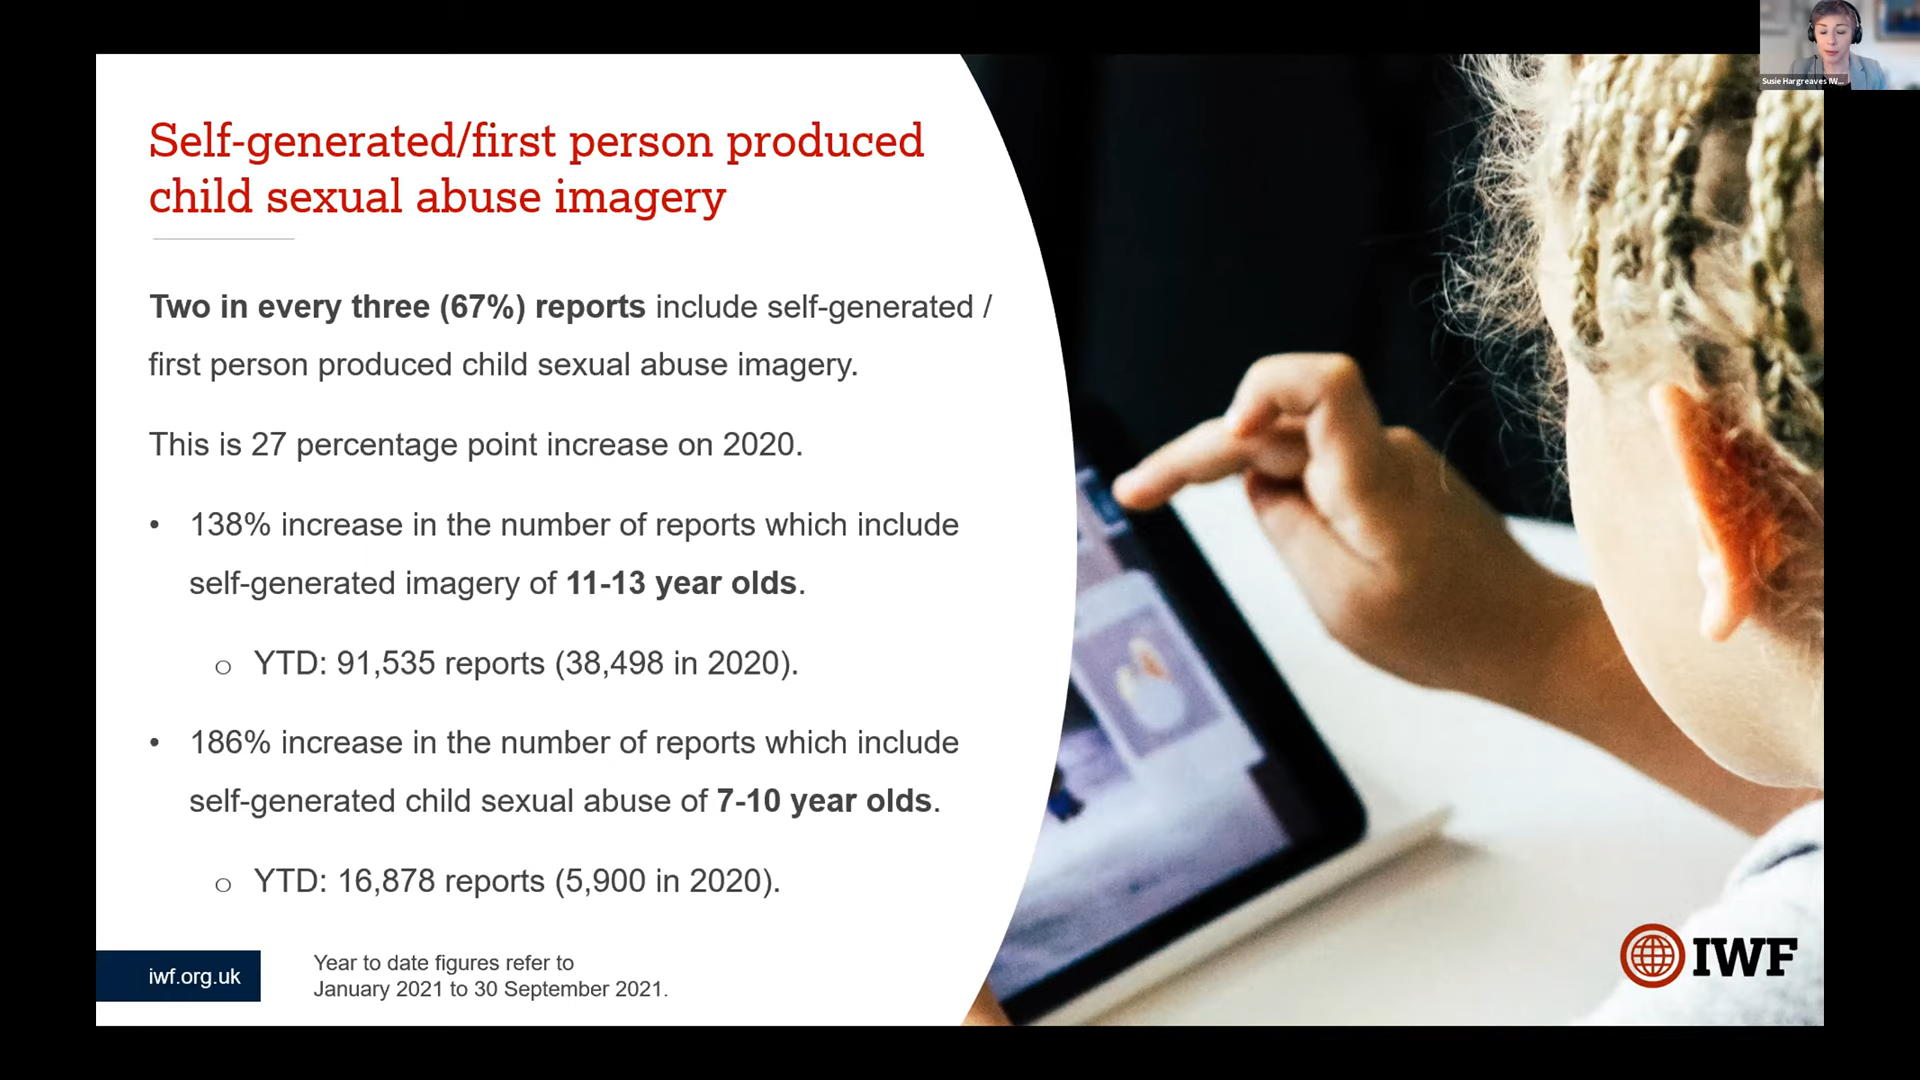 Susie Hargreaves IW...
Self-generated/first person produced
child sexual abuse imagery
Two in every three (67%) reports include self-generated /
first person produced child sexual abuse imagery.
This is 27 percentage point increase on 2020.
• 138% increase in the number of reports which include
self-generated imagery of 11-13 year olds.
o YTD: 91,535 reports (38,498 in 2020).
• 186% increase in the number of reports which include
self-generated child sexual abuse of 7-10 year olds.
o YTD: 16,878 reports (5,900 in 2020).
iwf.org.uk
Year to date figures refer to
January 2021 to 30 September 2021.
IWF